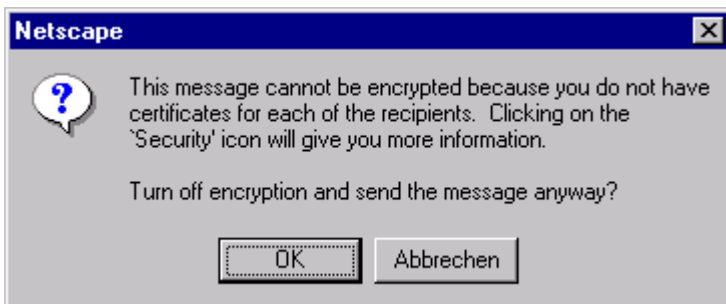 Netscape
This message cannot be encrypted because you do not have
certificates for each of the recipients.  Clicking on the
`Security' icon will give you more information.
Turn off encryption and send the message anyway?
OK
Abbrechen